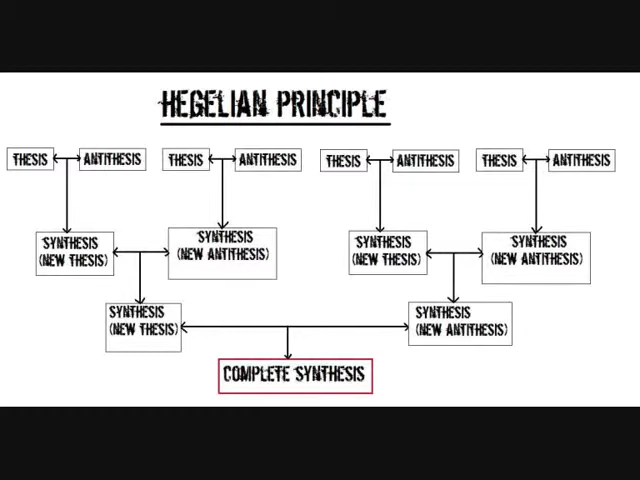 HEGELIAN PRINCIPLE
THESIS
ANTITHESIS
THESIS
ANTITHESIS
THESIS
ANTITHESIS
THESIS
ANTITHESIS
SYNTHESIS
(NEW THESIS)
SYNTHESIS
(NEW ANTITHESIS)
SYNTHESIS
(NEW THESIS)
SYNTHESIS
(NEW ANTITHESIS)
SYNTHESIS
(NEW THESIS)
SYNTHESIS
(NEW ANTITHESIS)
COMPLETE SYNTHESIS